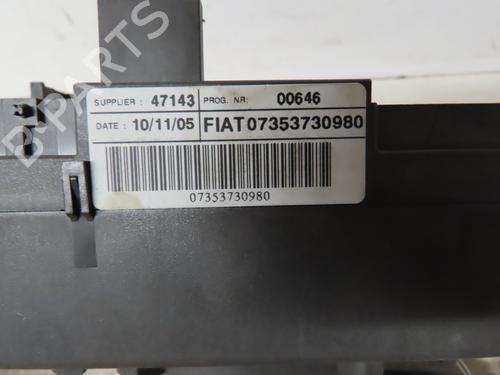 B-PARTS
SUPPLIER : 47143 PROG. NR: 00646
DATE : 10/11/05 FIAT 07353730980
07353730980